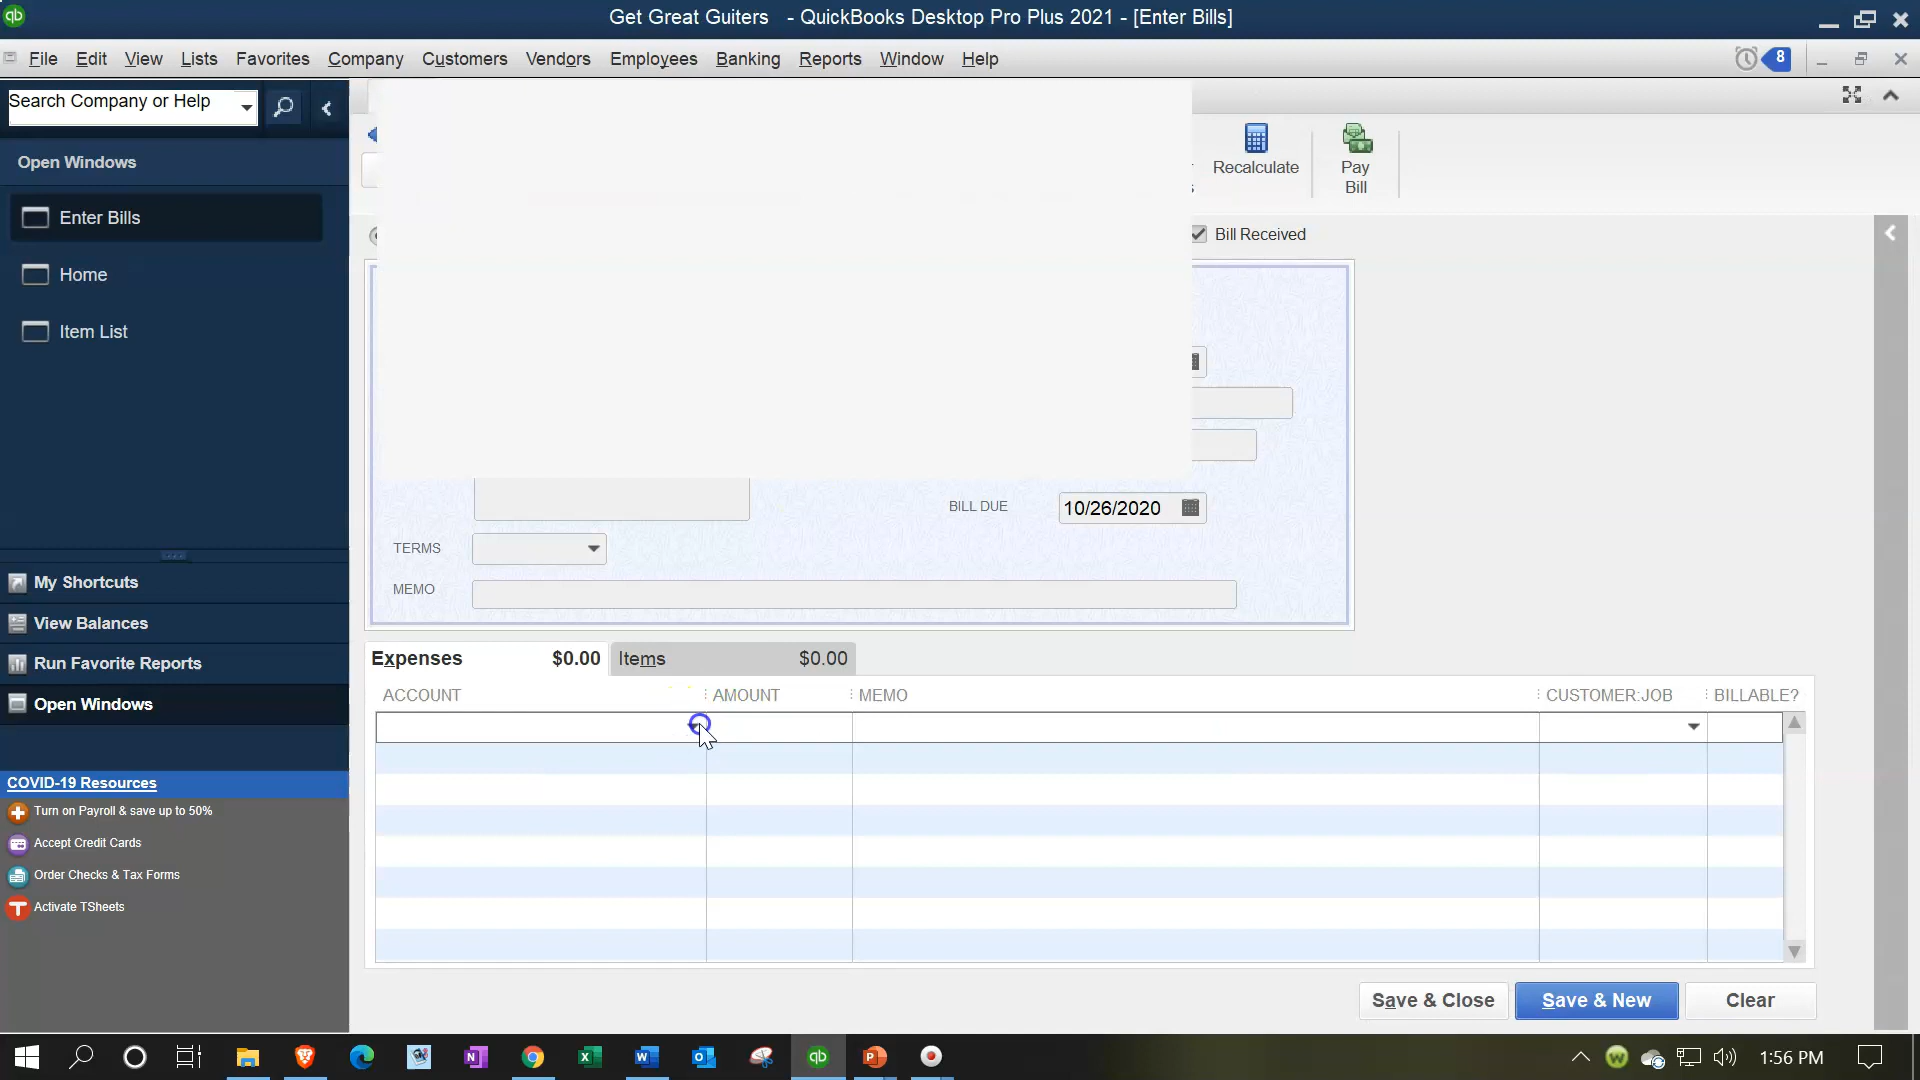 Get Great Guiters - QuickBooks Desktop Pro Plus 2021 - [Enter Bills]
File Edit View Lists Favorites Company Customers Vendors Employees Banking Reports Window Help
8
Search Company or Help
Open Windows
Enter Bills
Home
Item List
My Shortcuts
View Balances
Run Favorite Reports
Open Windows
COVID-19 Resources
Turn on Payroll & save up to 50%
Accept Credit Cards
Order Checks & Tax Forms
Activate TSheets
Recalculate
Pay
Bill
Bill Received
BILL DUE 10/26/2020
TERMS
MEMO
Expenses $0.00 Items $0.00
ACCOUNT AMOUNT MEMO CUSTOMER:JOB BILLABLE?
Save & Close Save & New Clear
1:56 PM